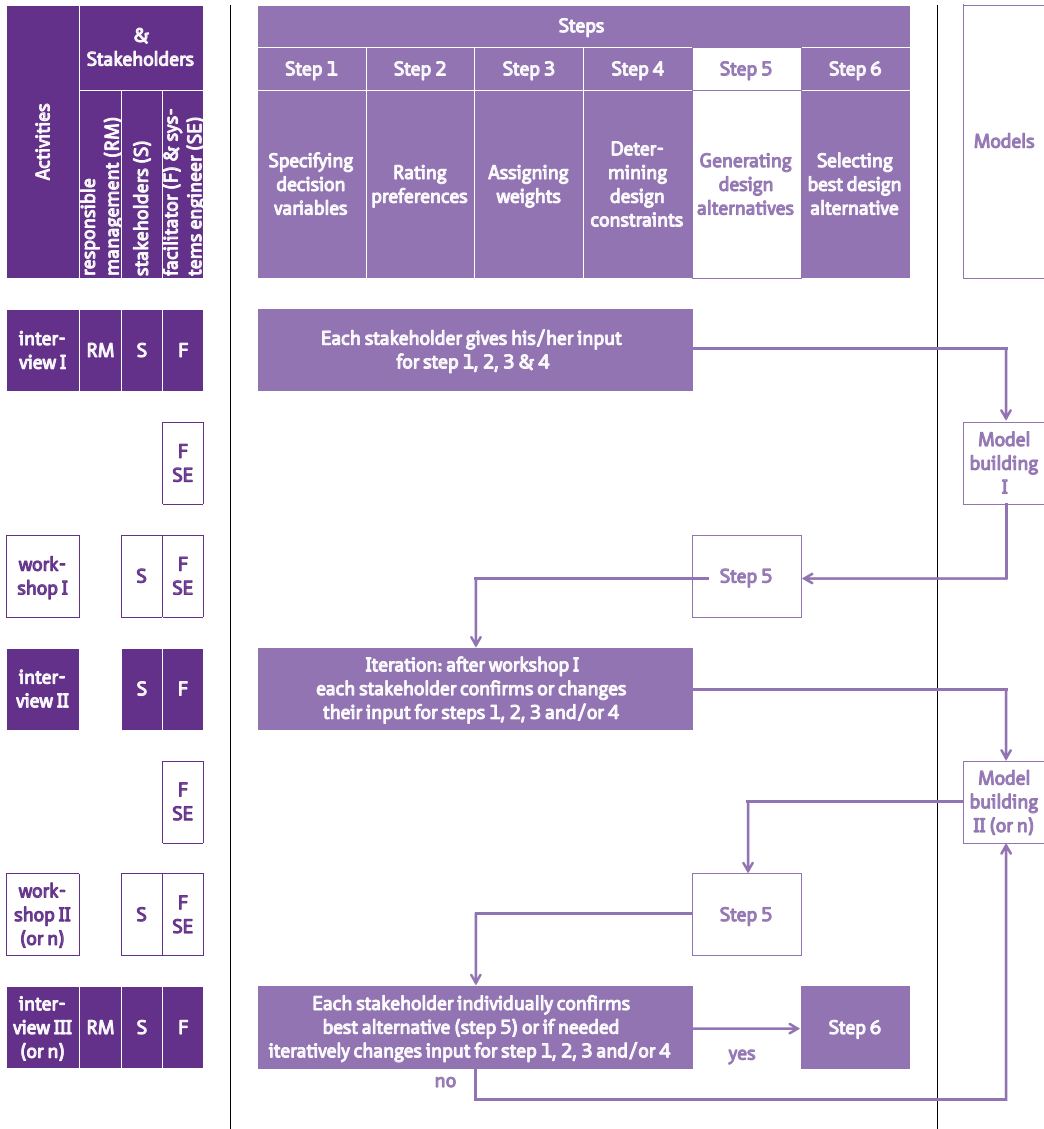 Activities
&
Stakeholders
responsible
management (RM)
stakeholders (S)
facilitator (F) & sys-
tems engineer (SE)
Steps
Step 1
Step 2
Step 3
Step 4
Step 5
Step 6
Specifying
decision
variables
Rating
preferences
Assigning
weights
Deter-
mining
design
constraints
Generating
design
alternatives
Selecting
best design
alternative
Models
inter-
view I
RM
S
F
Each stakeholder gives his/her input
for step 1, 2, 3 & 4
F
SE
Model
building
I
work-
shop I
S
F
SE
Step 5
inter-
view II
S
F
Iteration: after workshop I
each stakeholder confirms or changes
their input for steps 1, 2, 3 and/or 4
F
SE
Model
building
II (or n)
work-
shop II
(or n)
S
F
SE
Step 5
inter-
view III
(or n)
RM
S
F
Each stakeholder individually confirms
best alternative (step 5) or if needed
iteratively changes input for step 1, 2, 3 and/or 4
yes
Step 6
no